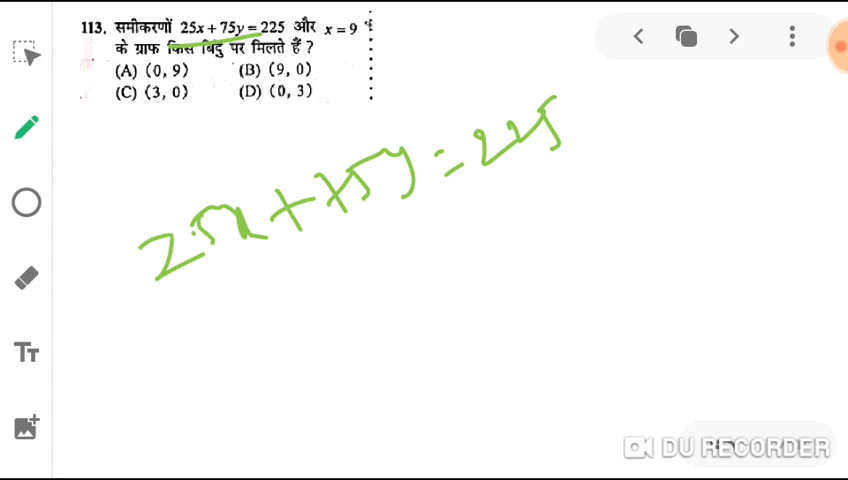 113. समीकरणों 25x + 75y = 225 और x = 9
के ग्राफ किस बिंदु पर मिलते हैं ?
(A) (0, 9) (B) (9, 0)
(C) (3, 0) (D) (0, 3)
25x + 75y = 225
TT
DU RECORDER